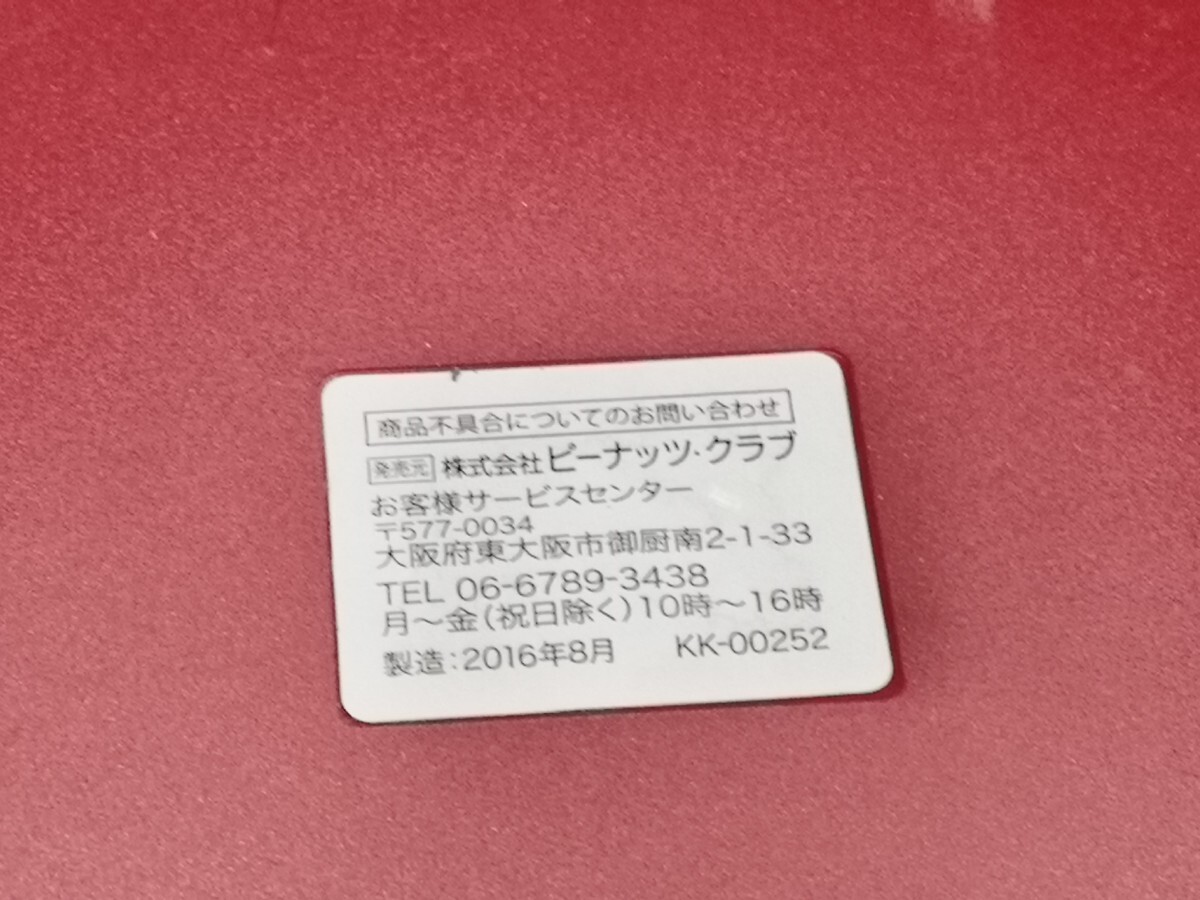 商品不具合についてのお問い合わせ
発売元 株式会社ピーナッツ・クラブ
お客様サービスセンター
〒577-0034
大阪府東大阪市御厨南2-1-33
TEL 06-6789-3438
月～金(祝日除く)10時～16時
製造:2016年8月 KK-00252